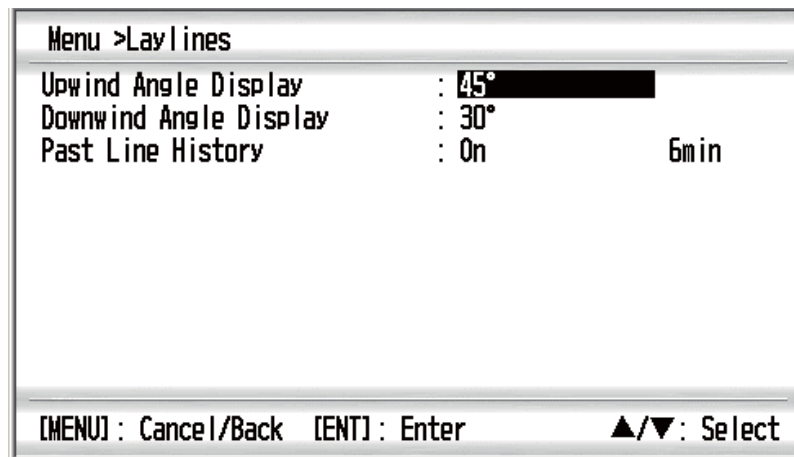 Menu >Laylines
Upwind Angle Display : 45°
Downwind Angle Display : 30°
Past Line History : On 6min
[MENU] : Cancel/Back [ENT] : Enter ▲/▼ : Select